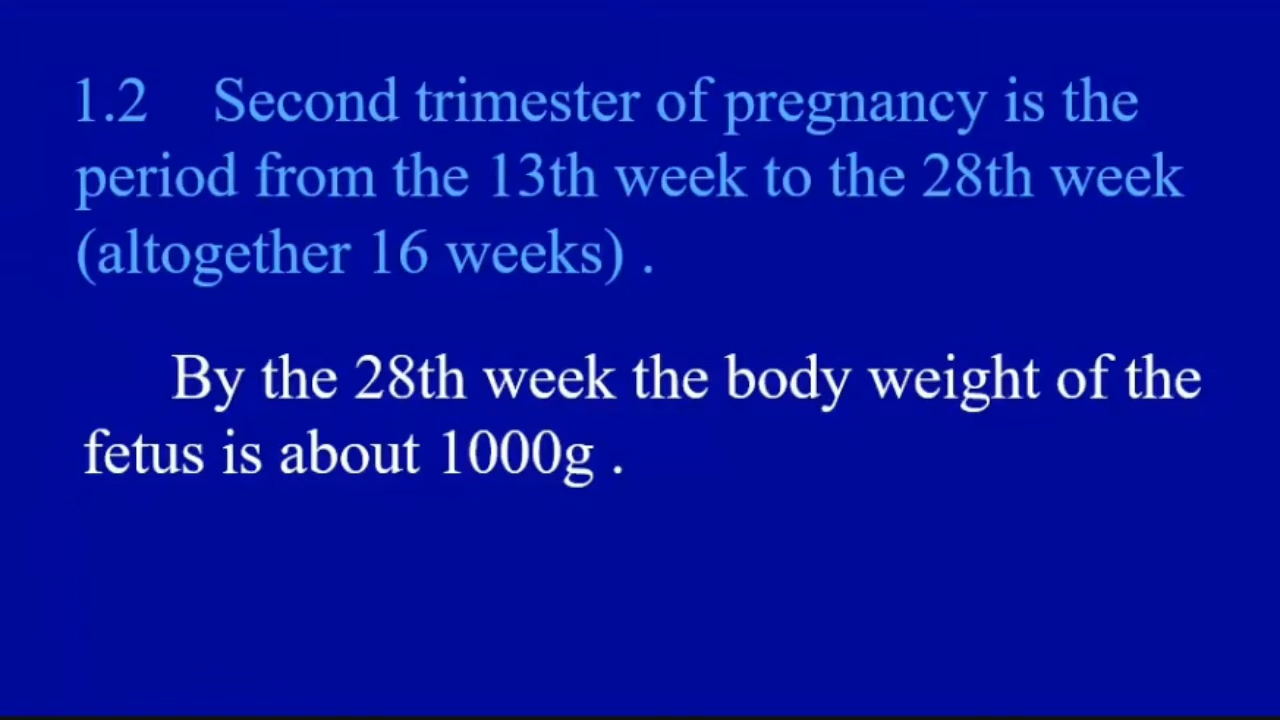 1.2 Second trimester of pregnancy is the
period from the 13th week to the 28th week
(altogether 16 weeks) .
By the 28th week the body weight of the
fetus is about 1000g .